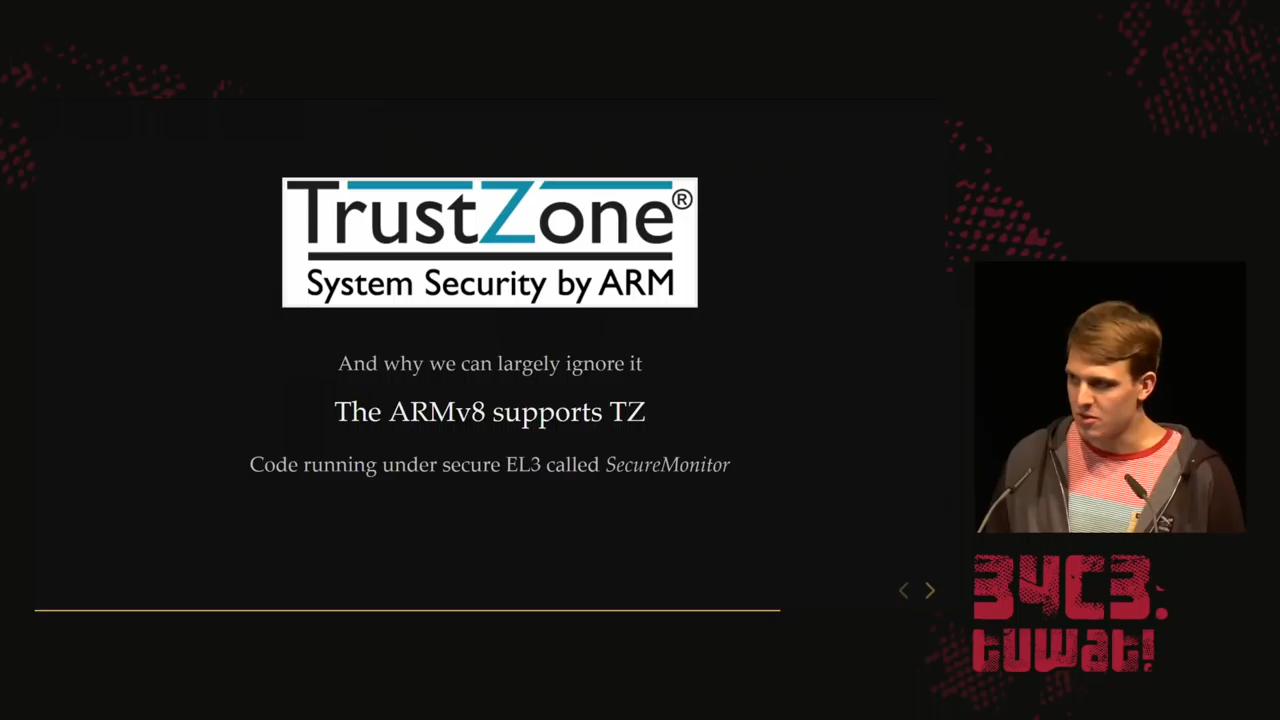 TrustZone®
System Security by ARM
And why we can largely ignore it
The ARMv8 supports TZ
Code running under secure EL3 called SecureMonitor
34C3.
tuwat!